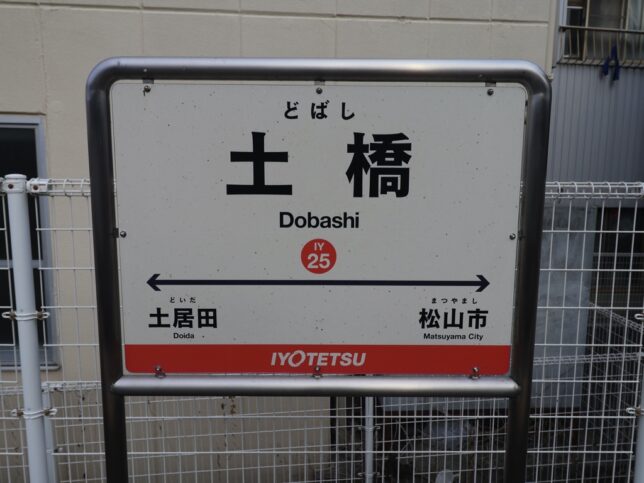 どばし
土橋
Dobashi
IY
25
どいだ
土居田
Doida
まつやまし
松山市
Matsuyama City
IYOTETSU